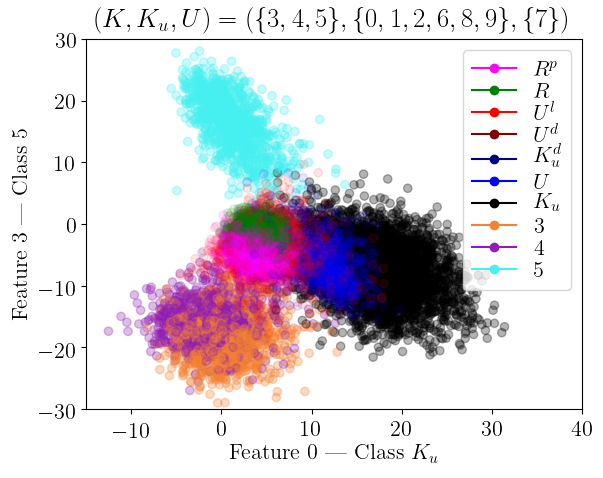 (K, K_u, U) = ({3, 4, 5}, {0, 1, 2, 6, 8, 9}, {7})
30
20
10
0
−10
−20
−30
Feature 3 — Class 5
R^p
R
U^l
U^d
K_u^d
U
K_u
3
4
5
−10
0
10
20
30
40
Feature 0 — Class K_u